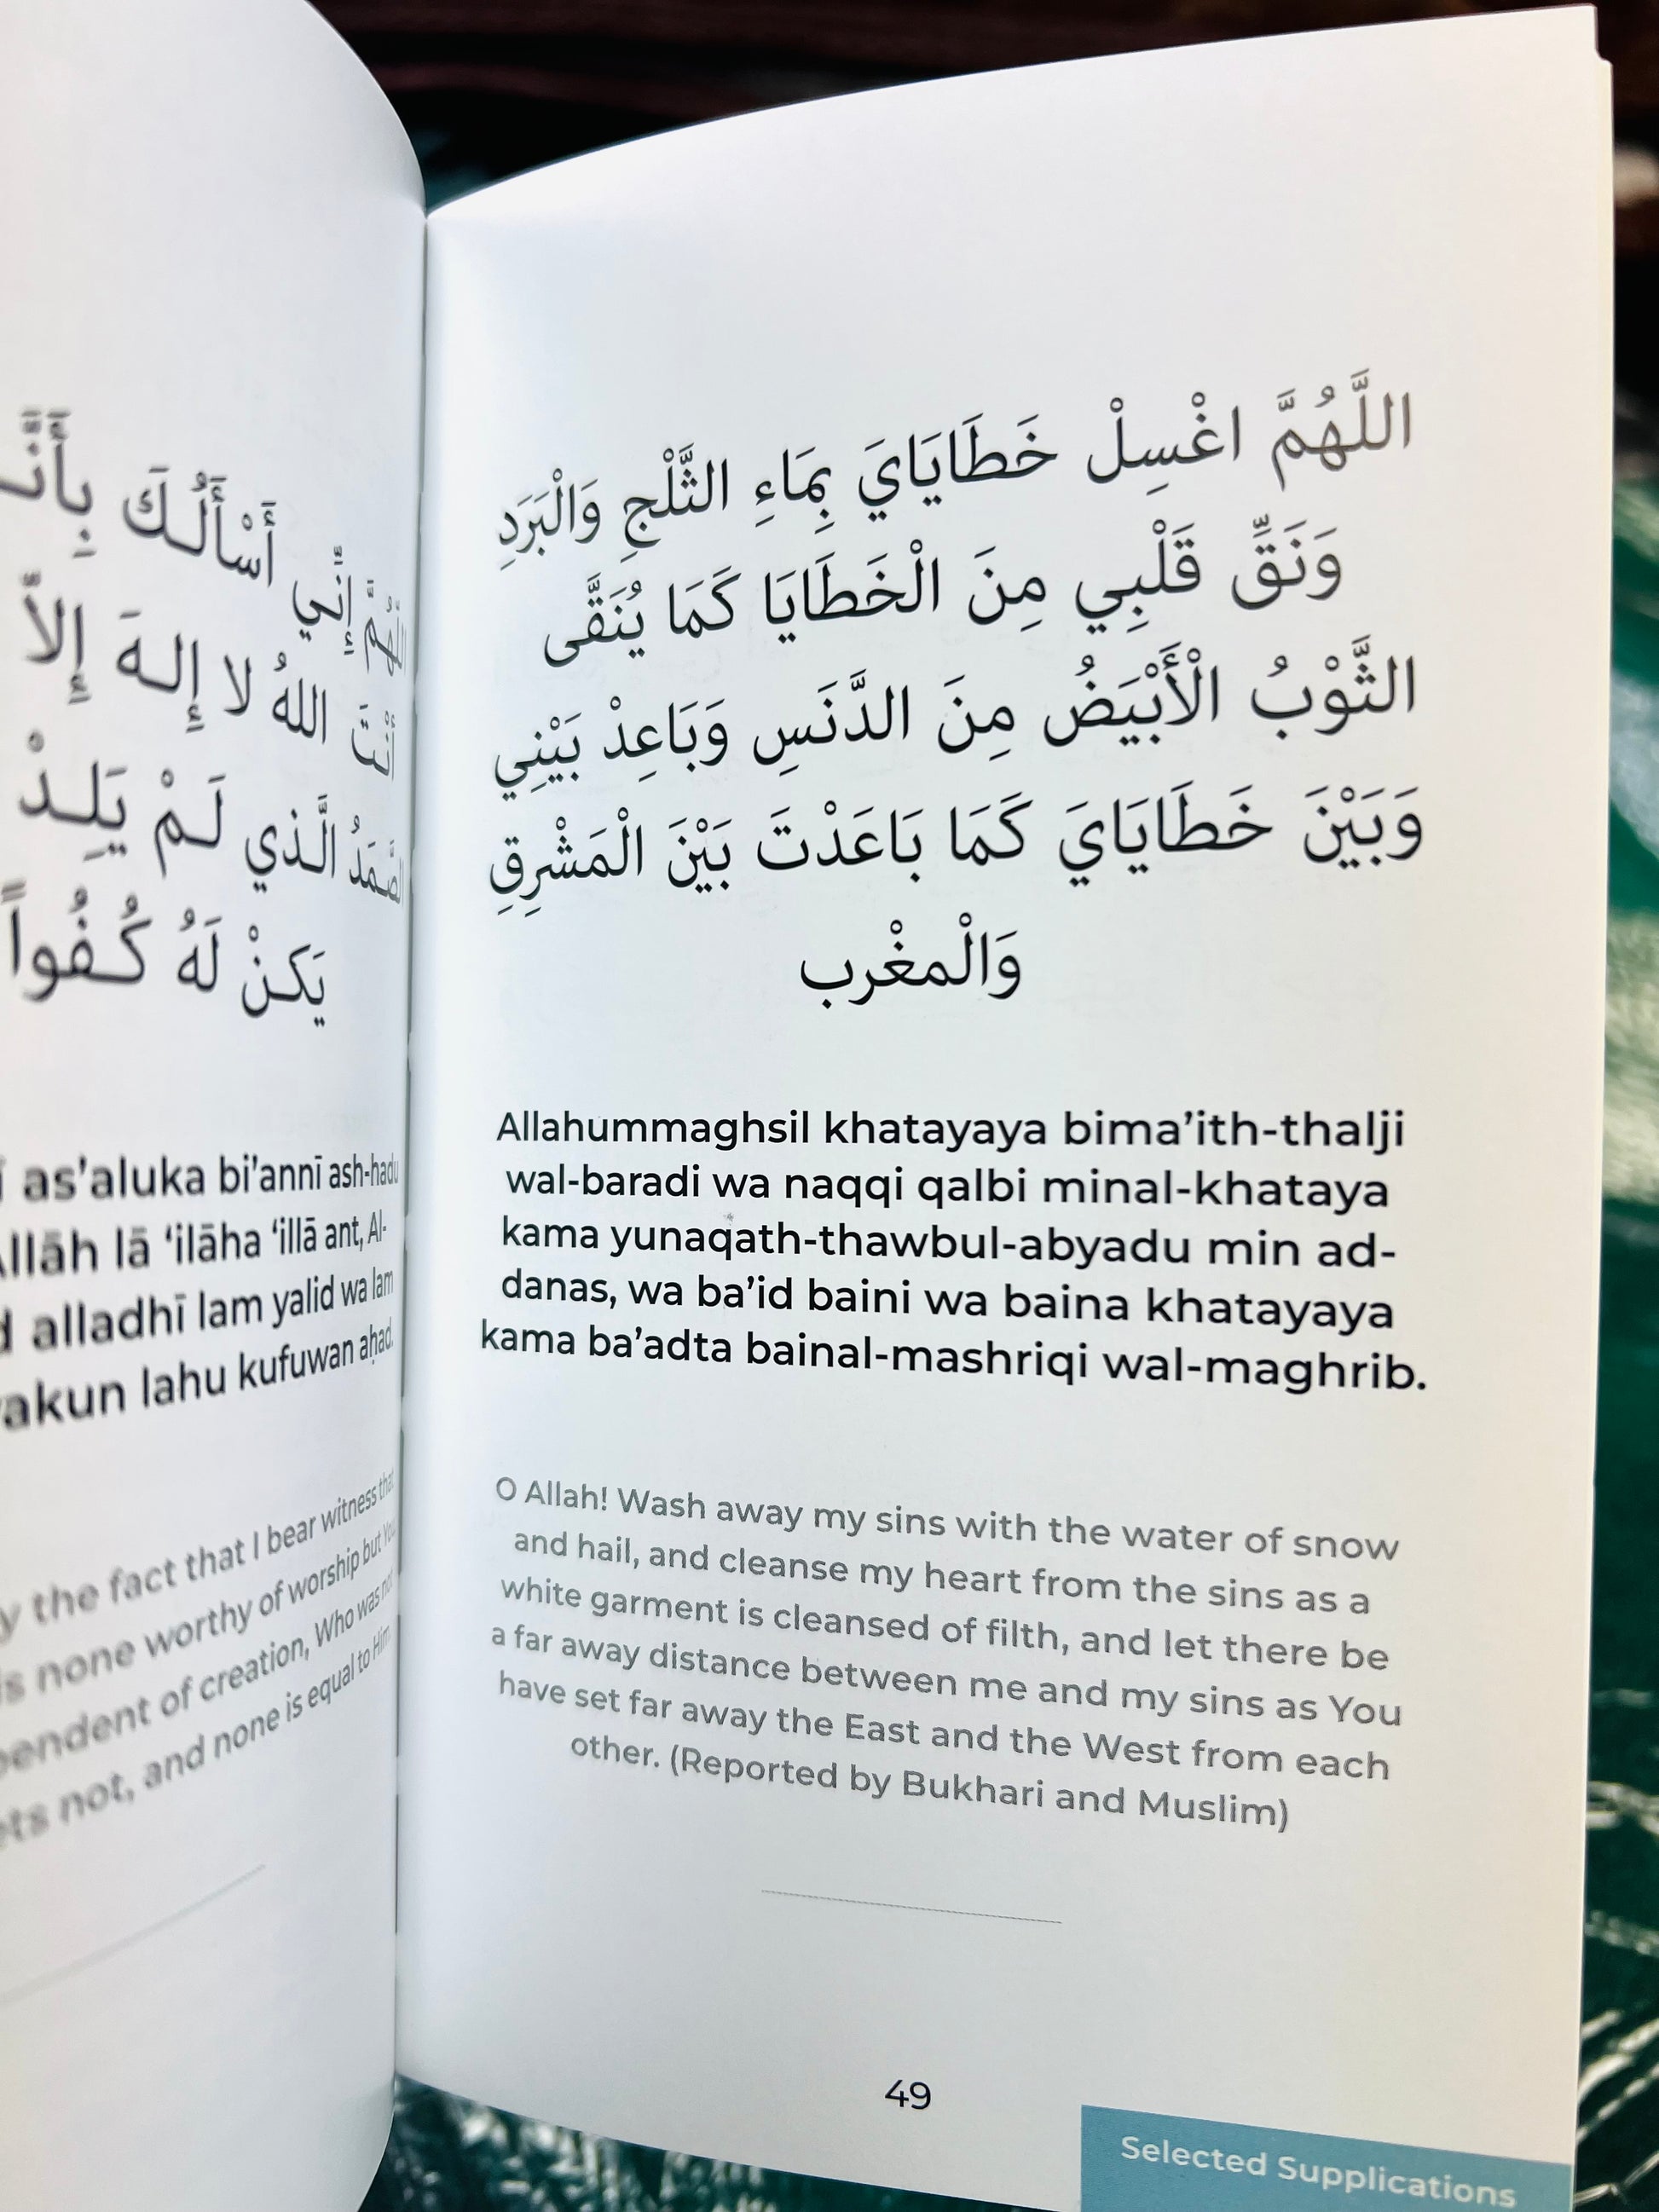 بِأَنَّ
اللّٰهُمَّ إِنِّي أَسْأَلُكَ
أَنْتَ اللهُ لا إِلـهَ إِلاَّ
الصَّمَدُ الَّذي لَـمْ يَلِـدْ
يَكـنْ لَهُ كُـفُواً
as'aluka bi'annī ash-hadu
Allāh lā ‘ilāha ‘illā ant, Al-
alladhī lam yalid wa lam
yakun lahu kufuwan aḥad.
the fact that I bear witness that
is none worthy of worship but You
of creation, Who was not
not, and none is equal to Him
اللَّهُمَّ اغْسِلْ خَطَايَايَ بِمَاءِ الثَّلْجِ وَالْبَرَدِ
وَنَقِّ قَلْبِي مِنَ الْخَطَايَا كَمَا يُنَقَّى
الثَّوْبُ الْأَبْيَضُ مِنَ الدَّنَسِ وَبَاعِدْ بَيْنِي
وَبَيْنَ خَطَايَايَ كَمَا بَاعَدْتَ بَيْنَ الْمَشْرِقِ
وَالْمغْرب
Allahummaghsil khatayaya bima’ith-thalji
wal-baradi wa naqqi qalbi minal-khataya
kama yunaqath-thawbul-abyadu min ad-
danas, wa ba’id baini wa baina khatayaya
kama ba’adta bainal-mashriqi wal-maghrib.
O Allah! Wash away my sins with the water of snow
and hail, and cleanse my heart from the sins as a
white garment is cleansed of filth, and let there be
a far away distance between me and my sins as You
have set far away the East and the West from each
other. (Reported by Bukhari and Muslim)
49
Selected Supplications